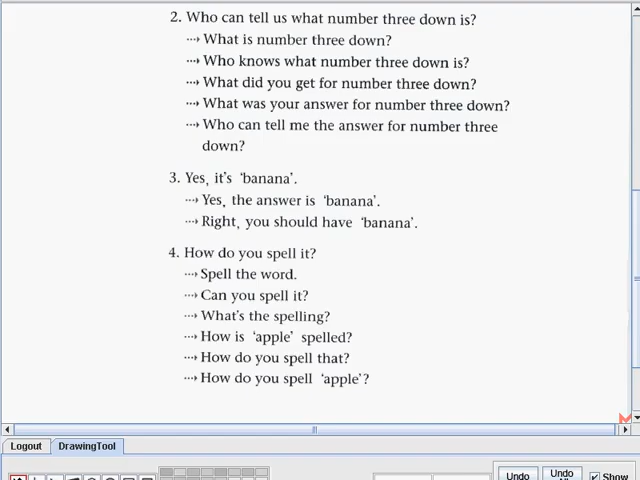 2. Who can tell us what number three down is?
···→ What is number three down?
···→ Who knows what number three down is?
···→ What did you get for number three down?
···→ What was your answer for number three down?
···→ Who can tell me the answer for number three
down?
3. Yes, it's 'banana'.
···→ Yes, the answer is 'banana'.
···→ Right, you should have 'banana'.
4. How do you spell it?
···→ Spell the word.
···→ Can you spell it?
···→ What's the spelling?
···→ How is 'apple' spelled?
···→ How do you spell that?
···→ How do you spell 'apple'?
Logout DrawingTool
Undo Undo Show